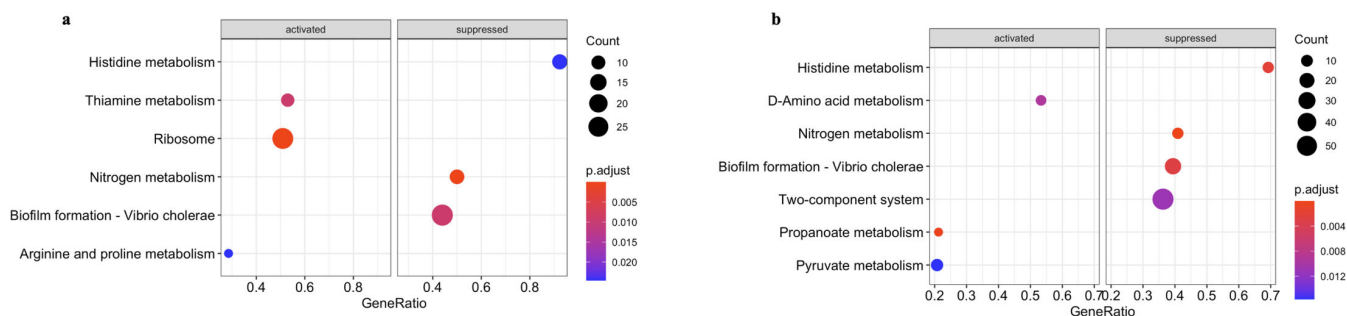 a
activated suppressed
Histidine metabolism
Thiamine metabolism
Ribosome
Nitrogen metabolism
Biofilm formation - Vibrio cholerae
Arginine and proline metabolism
0.4 0.6 0.8 0.4 0.6 0.8
GeneRatio
Count
10
15
20
25
p.adjust
0.005
0.010
0.015
0.020
b
activated suppressed
Histidine metabolism
D-Amino acid metabolism
Nitrogen metabolism
Biofilm formation - Vibrio cholerae
Two-component system
Propanoate metabolism
Pyruvate metabolism
0.2 0.3 0.4 0.5 0.6 0.7 0.2 0.3 0.4 0.5 0.6 0.7
GeneRatio
Count
10
20
30
40
50
p.adjust
0.004
0.008
0.012